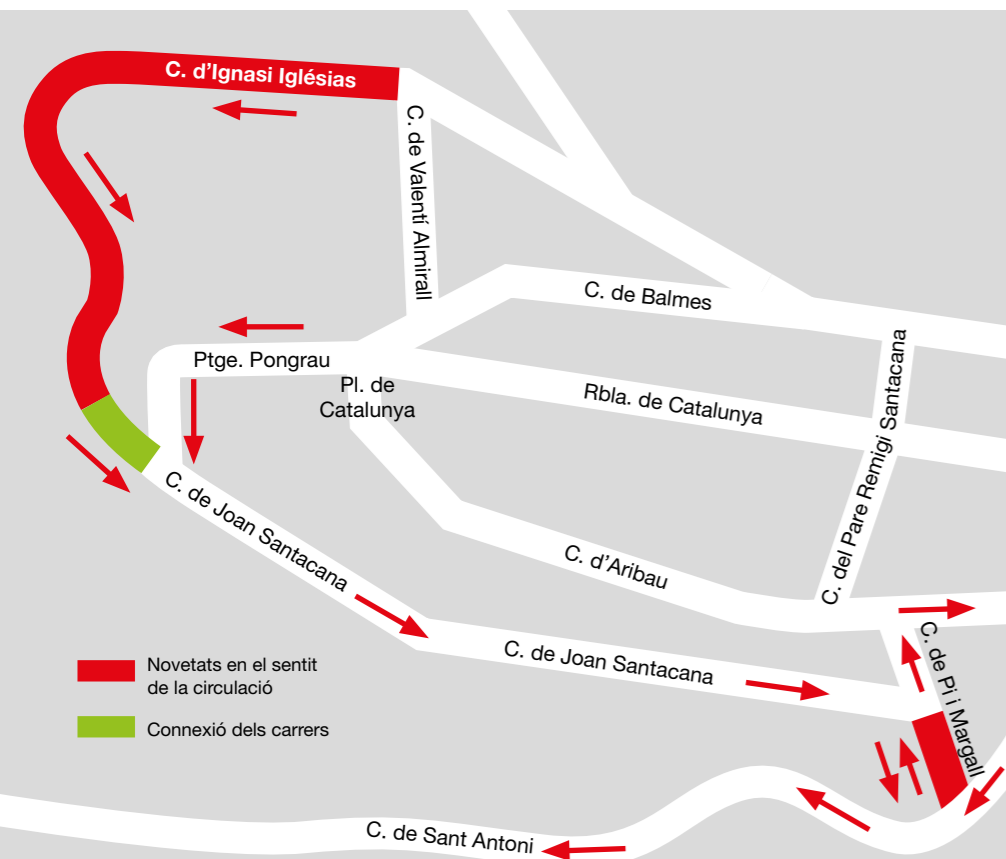 C. d'Ignasi Iglésias
C. de Valentí Almirall
C. de Balmes
Ptge. Pongrau
Pl. de
Catalunya
Rbla. de Catalunya
C. del Pare Remigi Santacana
C. de Joan Santacana
C. d'Aribau
C. de Joan Santacana
C. de Pi i Margall
Novetats en el sentit
de la circulació
Connexió dels carrers
C. de Sant Antoni